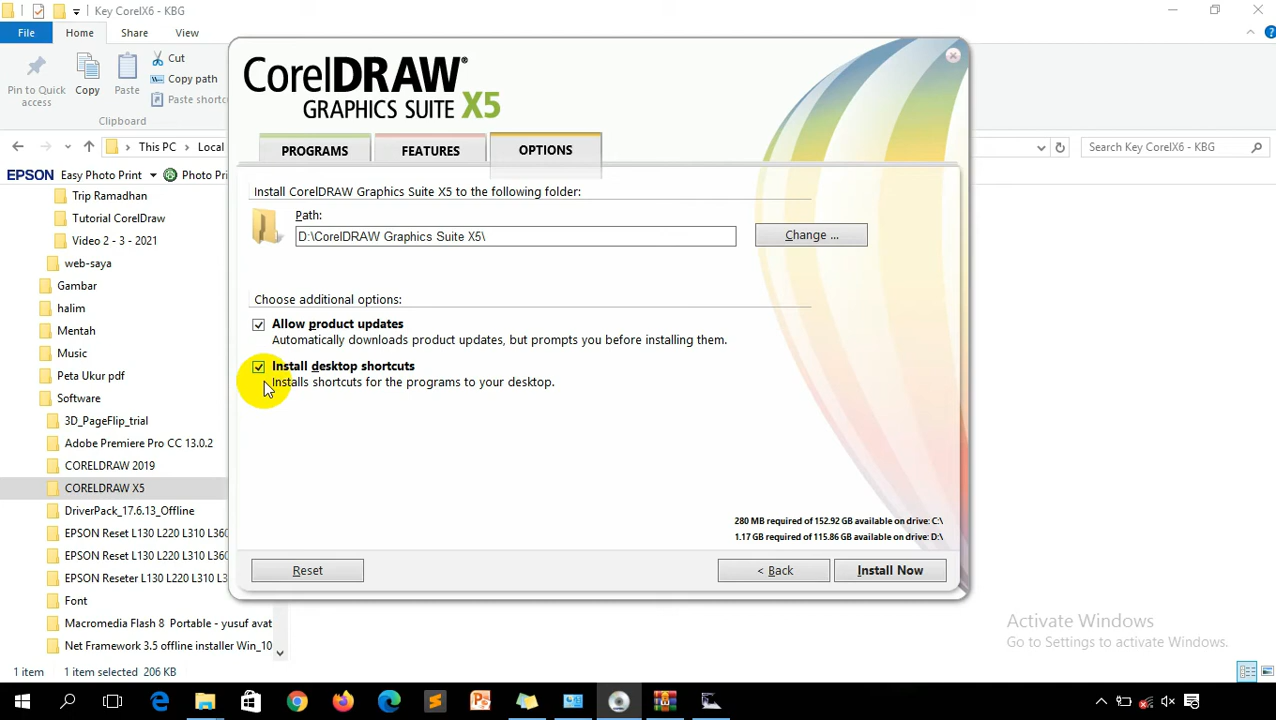 Key CorelX6 - KBG
File
Home
Share
View
Pin to Quick access
Copy
Paste
Cut
Copy path
Paste shortc
Clipboard
This PC
Local
Search Key CorelX6 - KBG
EPSON
Easy Photo Print
Photo Pri
Trip Ramadhan
Tutorial CorelDraw
Video 2 - 3 - 2021
web-saya
Gambar
halim
Mentah
Music
Peta Ukur pdf
Software
3D_PageFlip_trial
Adobe Premiere Pro CC 13.0.2
CORELDRAW 2019
CORELDRAW X5
DriverPack_17.6.13_Offline
EPSON Reset L130 L220 L310 L360
EPSON Reset L130 L220 L310 L36
EPSON Reseter L130 L220 L310 L3
Font
Macromedia Flash 8 Portable - yusuf avat
Net Framework 3.5 offline installer Win_10
CorelDRAW®
GRAPHICS SUITE X5
PROGRAMS
FEATURES
OPTIONS
Install CorelDRAW Graphics Suite X5 to the following folder:
Path:
D:\CorelDRAW Graphics Suite X5\
Change ...
Choose additional options:
Allow product updates
Automatically downloads product updates, but prompts you before installing them.
Install desktop shortcuts
Installs shortcuts for the programs to your desktop.
280 MB required of 152.92 GB available on drive: C:\
1.17 GB required of 115.86 GB available on drive: D:\
Reset
< Back
Install Now
Activate Windows
Go to Settings to activate Windows.
1 item
1 item selected 206 KB